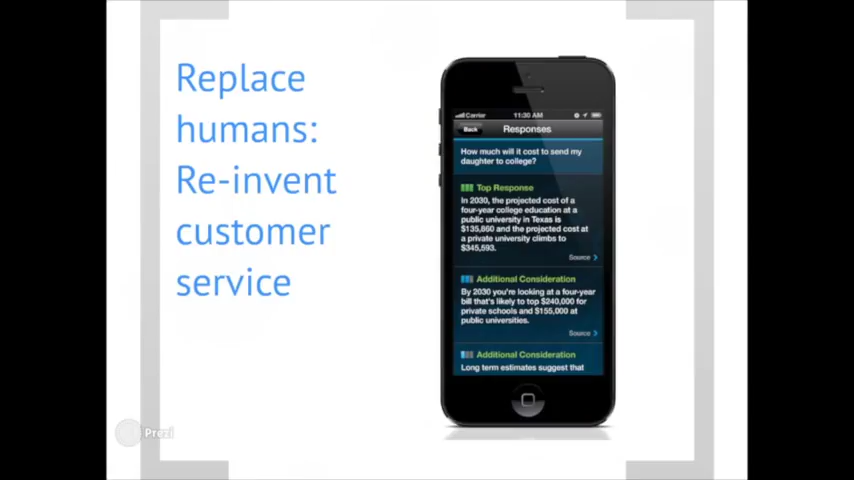 Replace
humans:
Re-invent
customer
service
Carrier
11:30 AM
Back
Responses
How much will it cost to send my
daughter to college?
Top Response
In 2030, the projected cost of a
four-year college education at a
public university in Texas is
$135,860 and the projected cost at
a private university climbs to
$345,593.
Source
Additional Consideration
By 2030 you're looking at a four-year
bill that's likely to top $240,000 for
private schools and $155,000 at
public universities.
Source
Additional Consideration
Long term estimates suggest that
Prezi